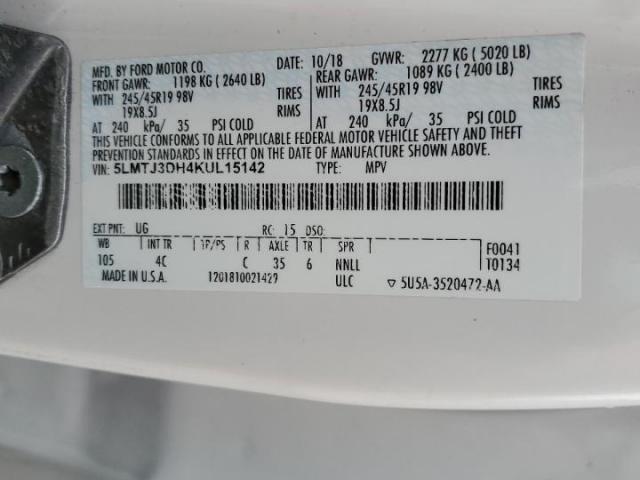 MFD. BY FORD MOTOR CO. DATE: 10/18 GVWR: 2277 KG ( 5020 LB)
FRONT GAWR: 1198 KG ( 2640 LB) REAR GAWR: 1089 KG ( 2400 LB)
WITH 245/45R19 98V TIRES WITH 245/45R19 98V TIRES
19X8.5J RIMS 19X8.5J RIMS
AT 240 kPa/ 35 PSI COLD AT 240 kPa/ 35 PSI COLD
THIS VEHICLE CONFORMS TO ALL APPLICABLE FEDERAL MOTOR VEHICLE SAFETY AND THEFT
PREVENTION STANDARDS IN EFFECT ON THE DATE OF MANUFACTURE SHOWN ABOVE.
VIN: 5LMTJ3DH4KUL15142 TYPE: MPV
EXT PNT: UG RC: 15 DSO:
WB INT TR TP/PS R AXLE TR SPR F0041
105 4C C 35 6 NNLL T0134
MADE IN U.S.A. 1201810021429 ULC ▽ 5U5A-3520472-AA